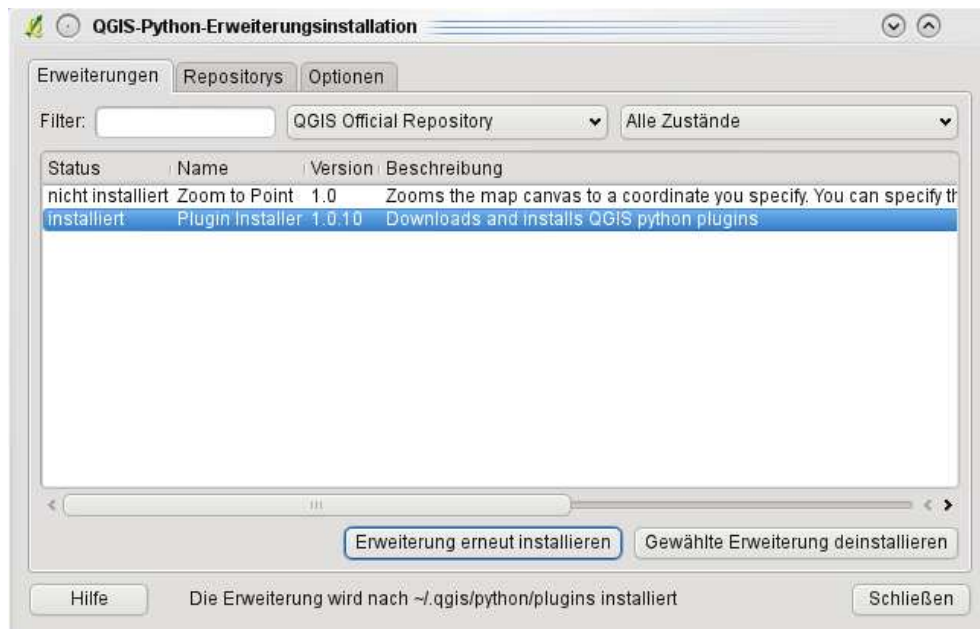 QGIS-Python-Erweiterungsinstallation
Erweiterungen Repositorys Optionen
Filter: QGIS Official Repository Alle Zustände
Status Name Version Beschreibung
nicht installiert Zoom to Point 1.0 Zooms the map canvas to a coordinate you specify. You can specify th
installiert Plugin Installer 1.0.10 Downloads and installs QGIS python plugins
Erweiterung erneut installieren Gewählte Erweiterung deinstallieren
Hilfe Die Erweiterung wird nach ~/.qgis/python/plugins installiert Schließen